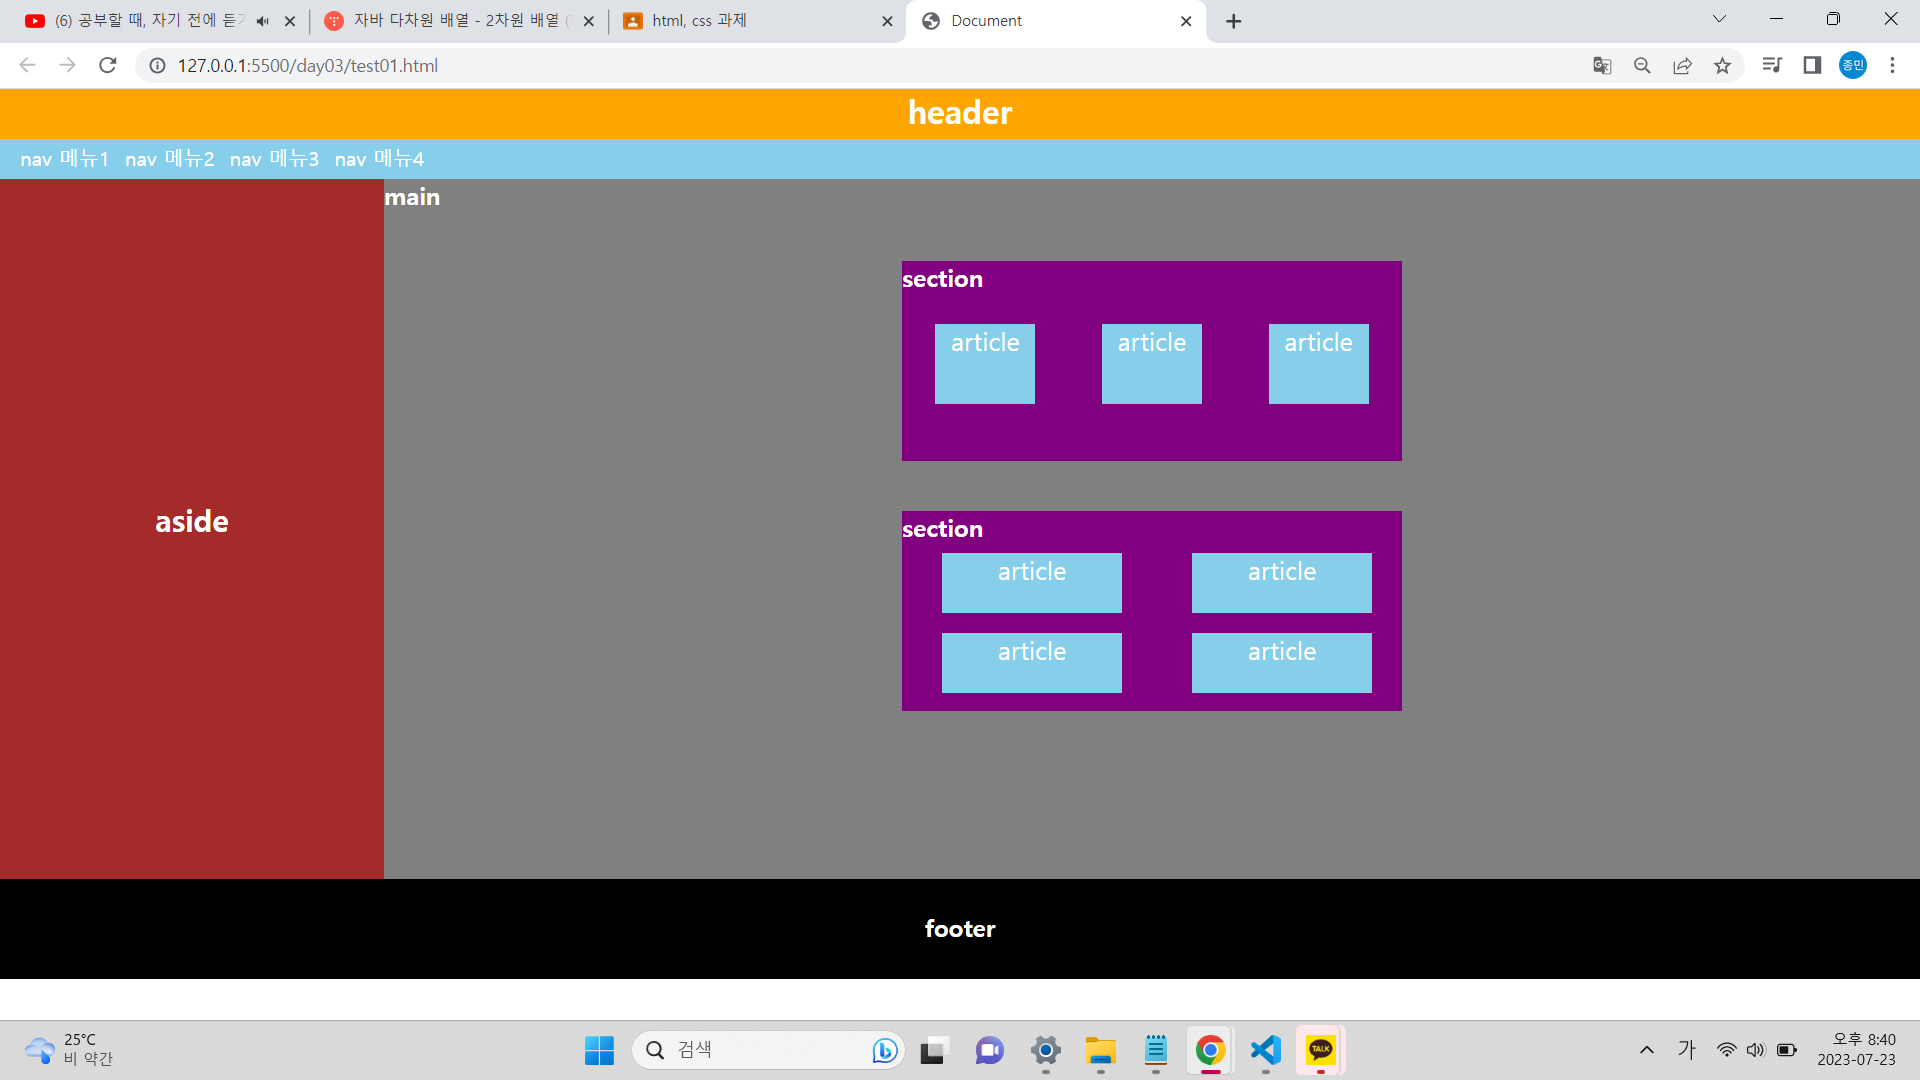 (6) 공부할 때, 자기 전에 듣기
자바 다차원 배열 - 2차원 배열 (
html, css 과제
Document
127.0.0.1:5500/day03/test01.html
종민
header
nav 메뉴1 nav 메뉴2 nav 메뉴3 nav 메뉴4
aside
main
section
article article article
section
article article
article article
footer
25°C
비 약간
검색
TALK
가
오후 8:40
2023-07-23